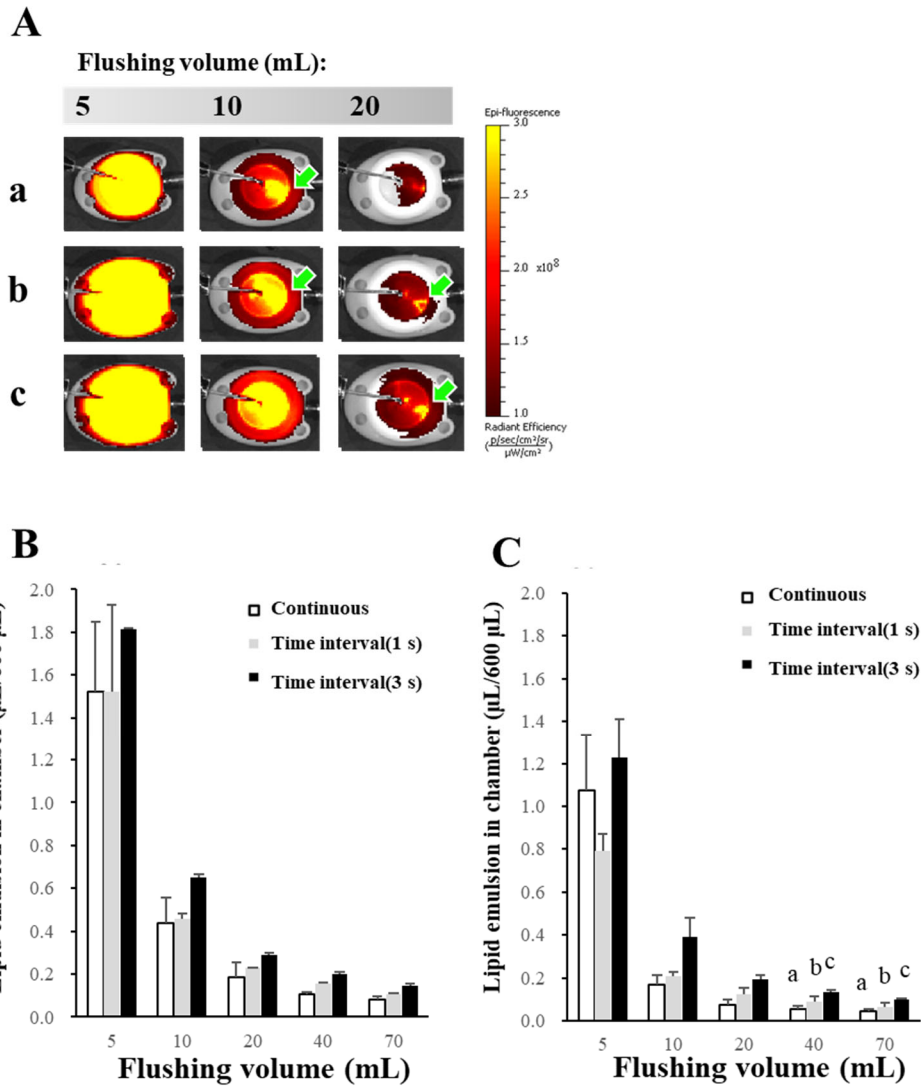 A
Flushing volume (mL):
5 10 20
Epi-fluorescence
3.0
2.5
2.0 x10⁸
1.5
1.0
Radiant Efficiency
(p/sec/cm²/sr
μW/cm²)
a
b
c
B
2.0
1.8
1.6
1.4
1.2
1.0
0.8
0.6
0.4
0.2
0.0
Continuous
Time interval(1 s)
Time interval(3 s)
5 10 20 40 70
Flushing volume (mL)
C
Lipid emulsion in chamber (μL/600 μL)
2.0
1.8
1.6
1.4
1.2
1.0
0.8
0.6
0.4
0.2
0.0
Continuous
Time interval(1 s)
Time interval(3 s)
a b c a b c
5 10 20 40 70
Flushing volume (mL)